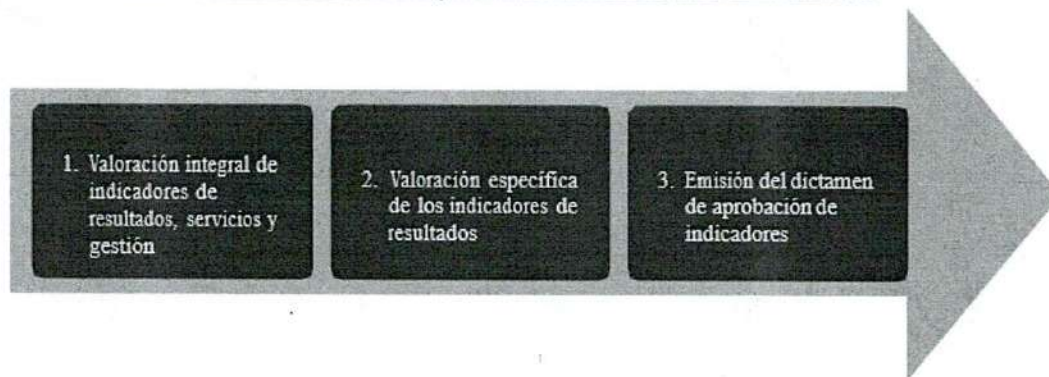 1. Valoración integral de
indicadores de
resultados, servicios y
gestión
2. Valoración específica
de los indicadores de
resultados
3. Emisión del dictamen
de aprobación de
indicadores